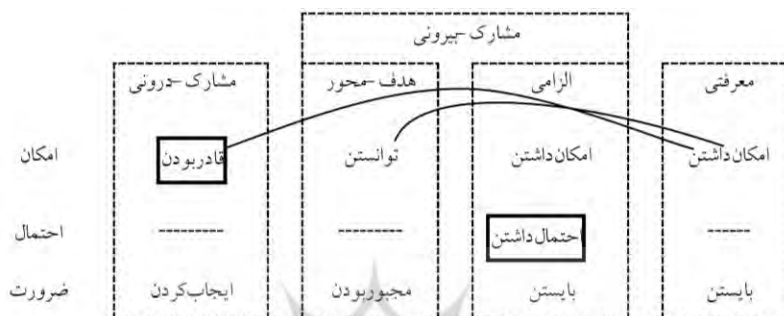 مشارک-بیرونی
مشارک-درونی هدف-محور الزامی معرفتی
امکان قادربودن توانستن امکان‌داشتن امکان‌داشتن
احتمال --------- --------- احتمال‌داشتن ------
ضرورت ایجاب‌کردن مجبوربودن بایستن بایستن